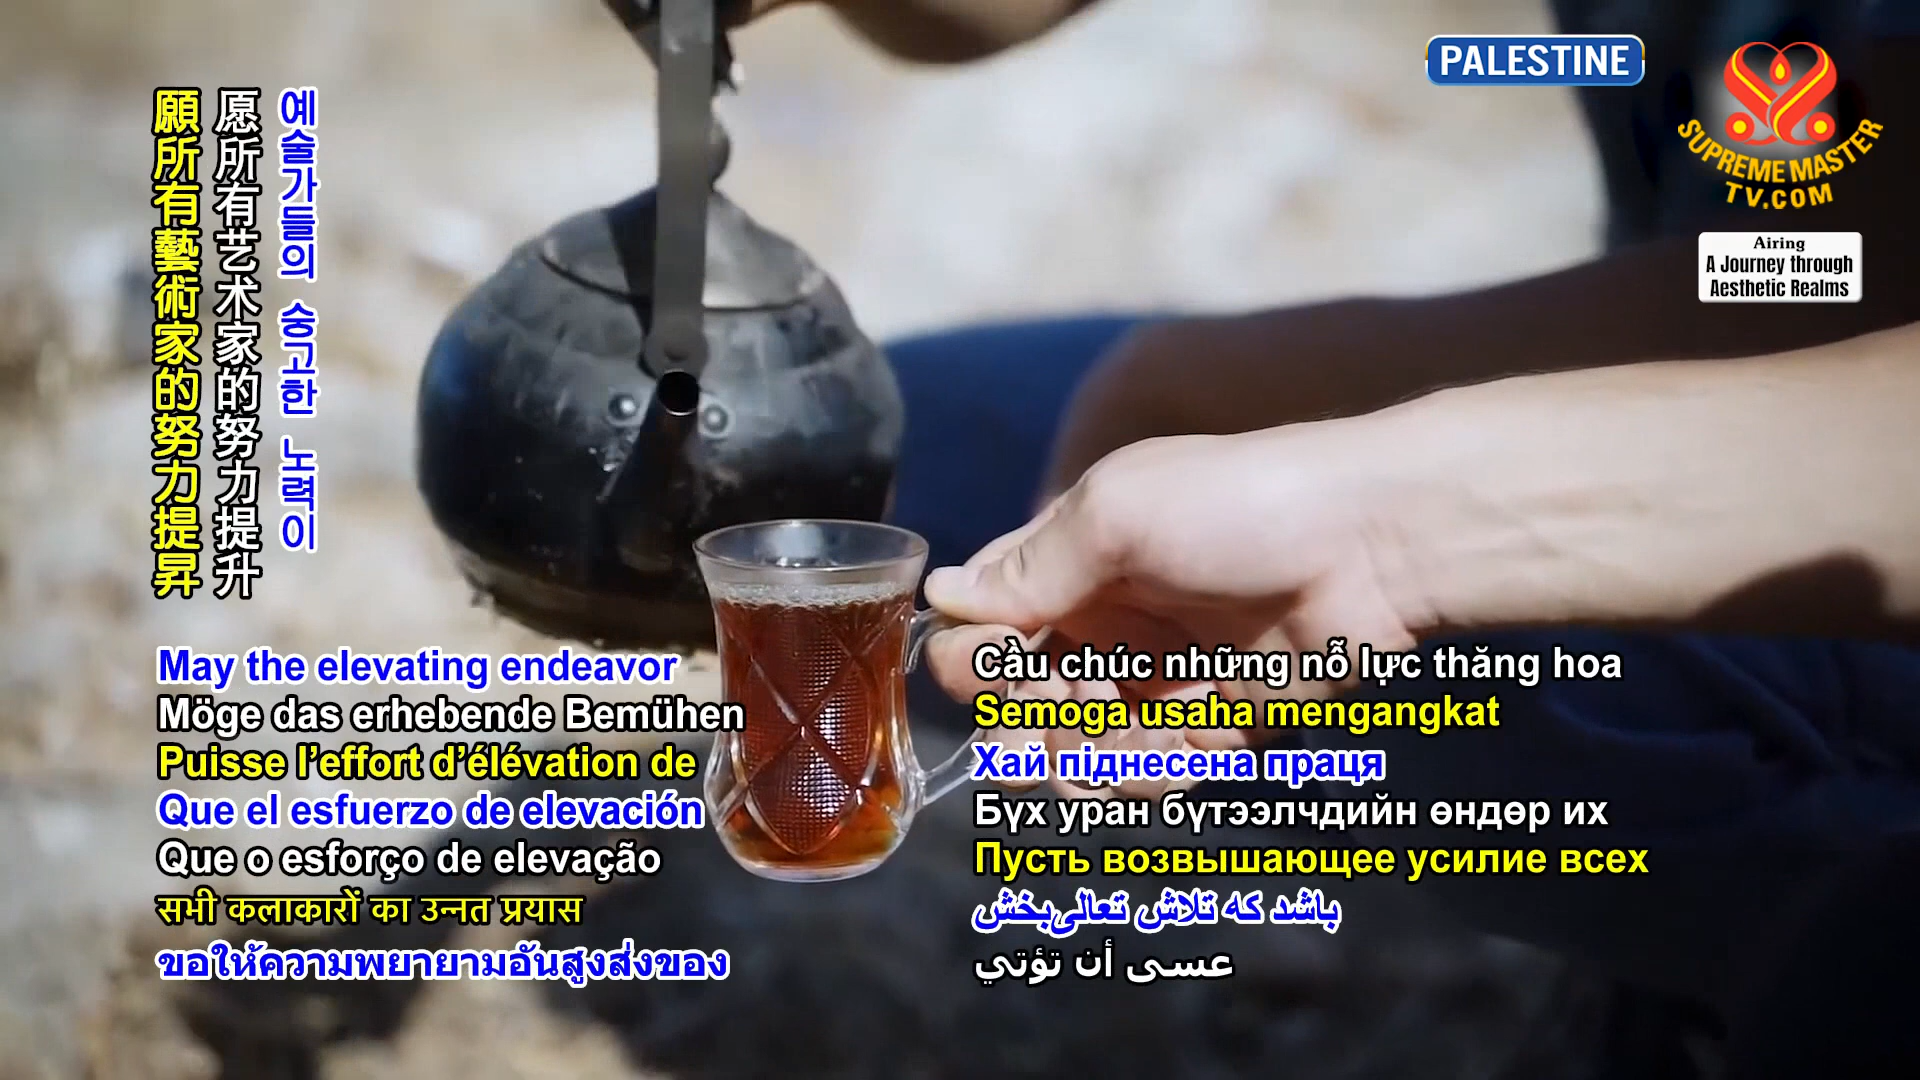 PALESTINE
SUPREME MASTER
TV.COM
Airing
A Journey through
Aesthetic Realms
願所有藝術家的努力提昇
愿所有艺术家的努力提升
예술가들의 숭고한 노력이
May the elevating endeavor
Möge das erhebende Bemühen
Puisse l’effort d’élévation de
Que el esfuerzo de elevación
Que o esforço de elevação
सभी कलाकारों का उन्नत प्रयास
ขอให้ความพยายามอันสูงส่งของ
Cầu chúc những nỗ lực thăng hoa
Semoga usaha mengangkat
Хай піднесена праця
Бүх уран бүтээлчдийн өндөр их
Пусть возвышающее усилие всех
باشد که تلاش تعالی‌بخش
عسى أن تؤتي